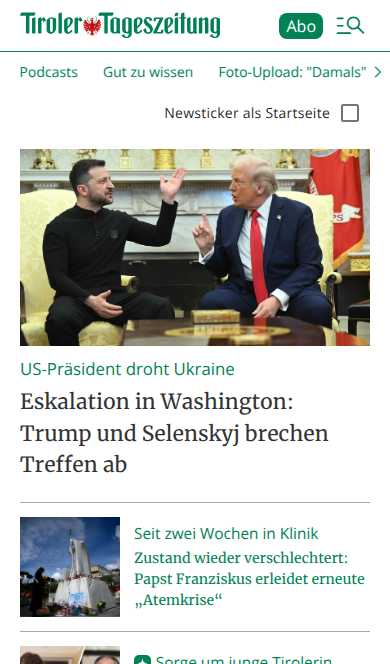 Tiroler Tageszeitung
Abo
Podcasts Gut zu wissen Foto-Upload: "Damals"
Newsticker als Startseite
US-Präsident droht Ukraine
Eskalation in Washington:
Trump und Selenskyj brechen
Treffen ab
Seit zwei Wochen in Klinik
Zustand wieder verschlechtert:
Papst Franziskus erleidet erneute
„Atemkrise“
Sorge um junge Tirolerin